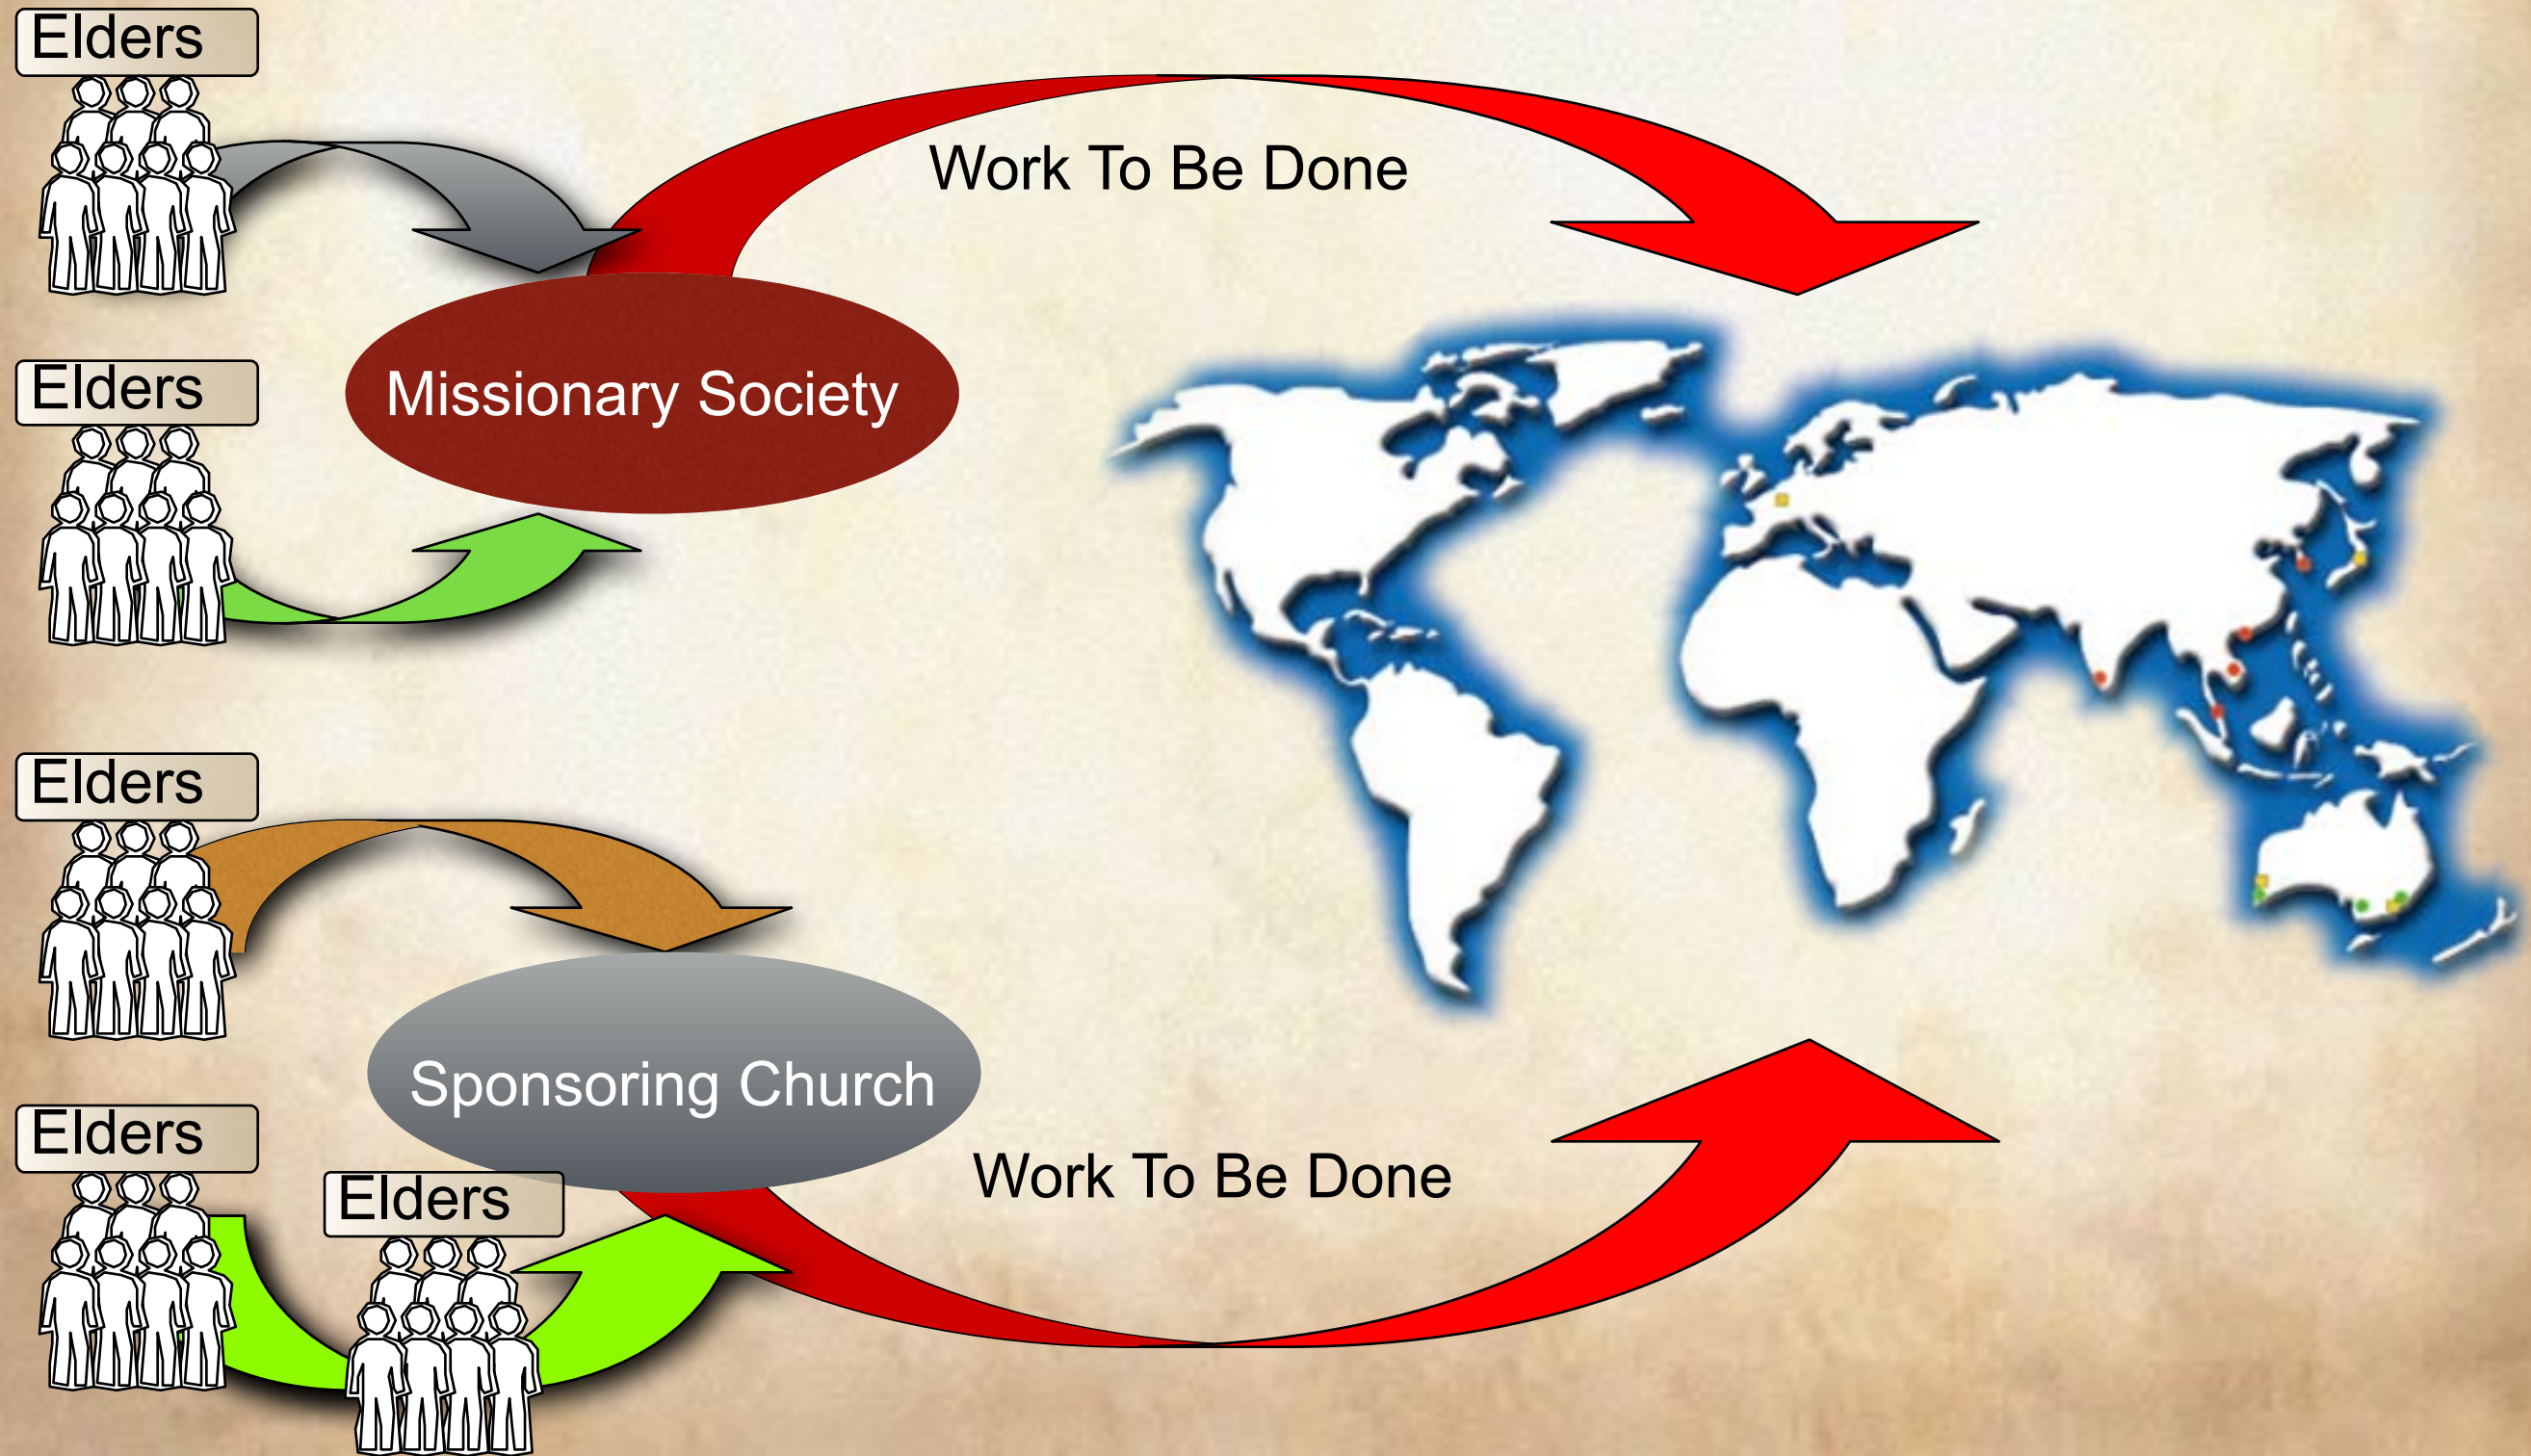 Elders
Work To Be Done
Elders
Missionary Society
Elders
Sponsoring Church
Elders
Elders
Work To Be Done